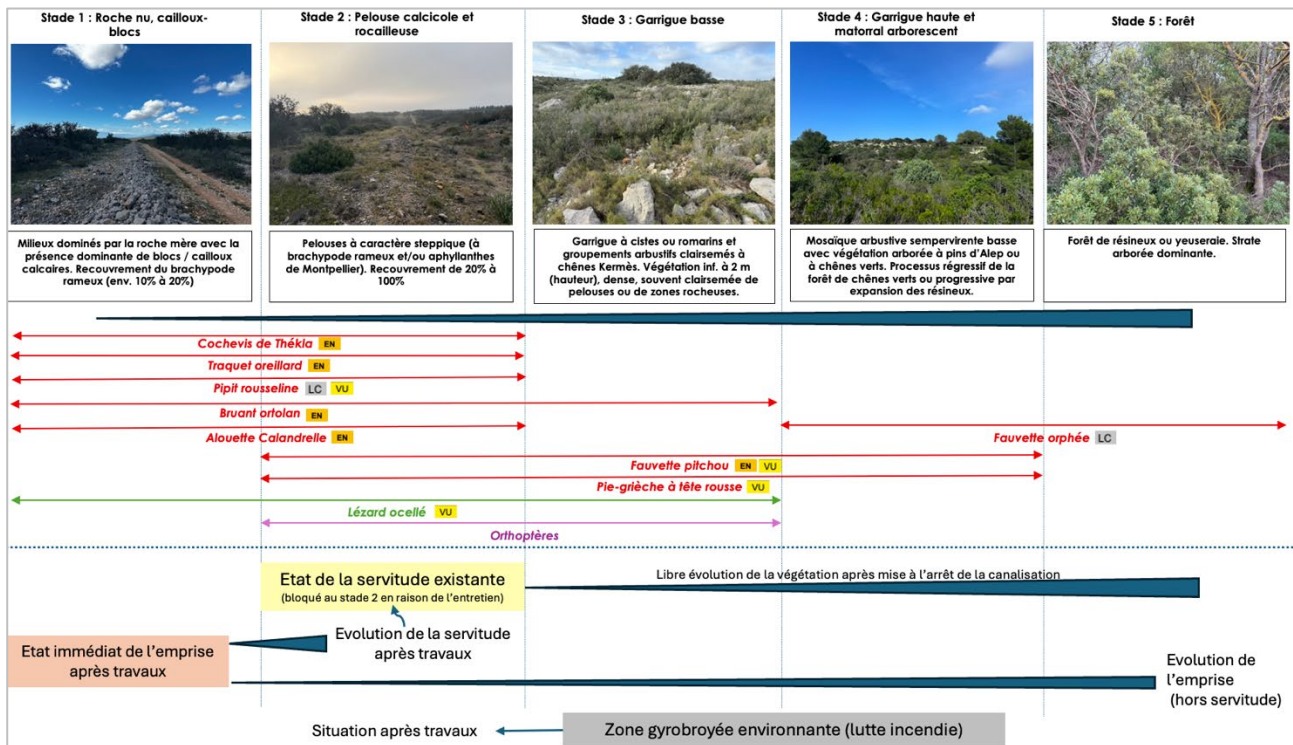 Stade 1 : Roche nu, cailloux-
blocs
Stade 2 : Pelouse calcicole et
rocailleuse
Stade 3 : Garrigue basse
Stade 4 : Garrigue haute et
matorral arborescent
Stade 5 : Forêt
Milieux dominés par la roche mère avec la
présence dominante de blocs / cailloux
calcaires. Recouvrement du brachypode
rameux (env. 10% à 20%)
Pelouses à caractère steppique (à
brachypode rameux et/ou aphyllanthes
de Montpellier). Recouvrement de 20% à
100%
Garrigue à cistes ou romarins et
groupements arbustifs clairsemés à
chênes Kermès. Végétation inf. à 2 m
(hauteur), dense, souvent clairsemée de
pelouses ou de zones rocheuses.
Mosaïque arbustive sempervirente basse
avec végétation arborée à pins d'Alep ou
à chênes verts. Processus régressif de la
forêt de chênes verts ou progressive par
expansion des résineux.
Forêt de résineux ou yeuseraie. Strate
arborée dominante.
Cochevis de Thékla EN
Traquet oreillard EN
Pipit rousseline LC VU
Bruant ortolan EN
Alouette Calandrelle EN
Fauvette orphée LC
Fauvette pitchou EN VU
Pie-grièche à tête rousse VU
Lézard ocellé VU
Orthoptères
Etat de la servitude existante
(bloqué au stade 2 en raison de l'entretien)
Libre évolution de la végétation après mise à l'arrêt de la canalisation
Evolution de la servitude
après travaux
Etat immédiat de l'emprise
après travaux
Evolution de
l'emprise
(hors servitude)
Situation après travaux
Zone gyrobroyée environnante (lutte incendie)